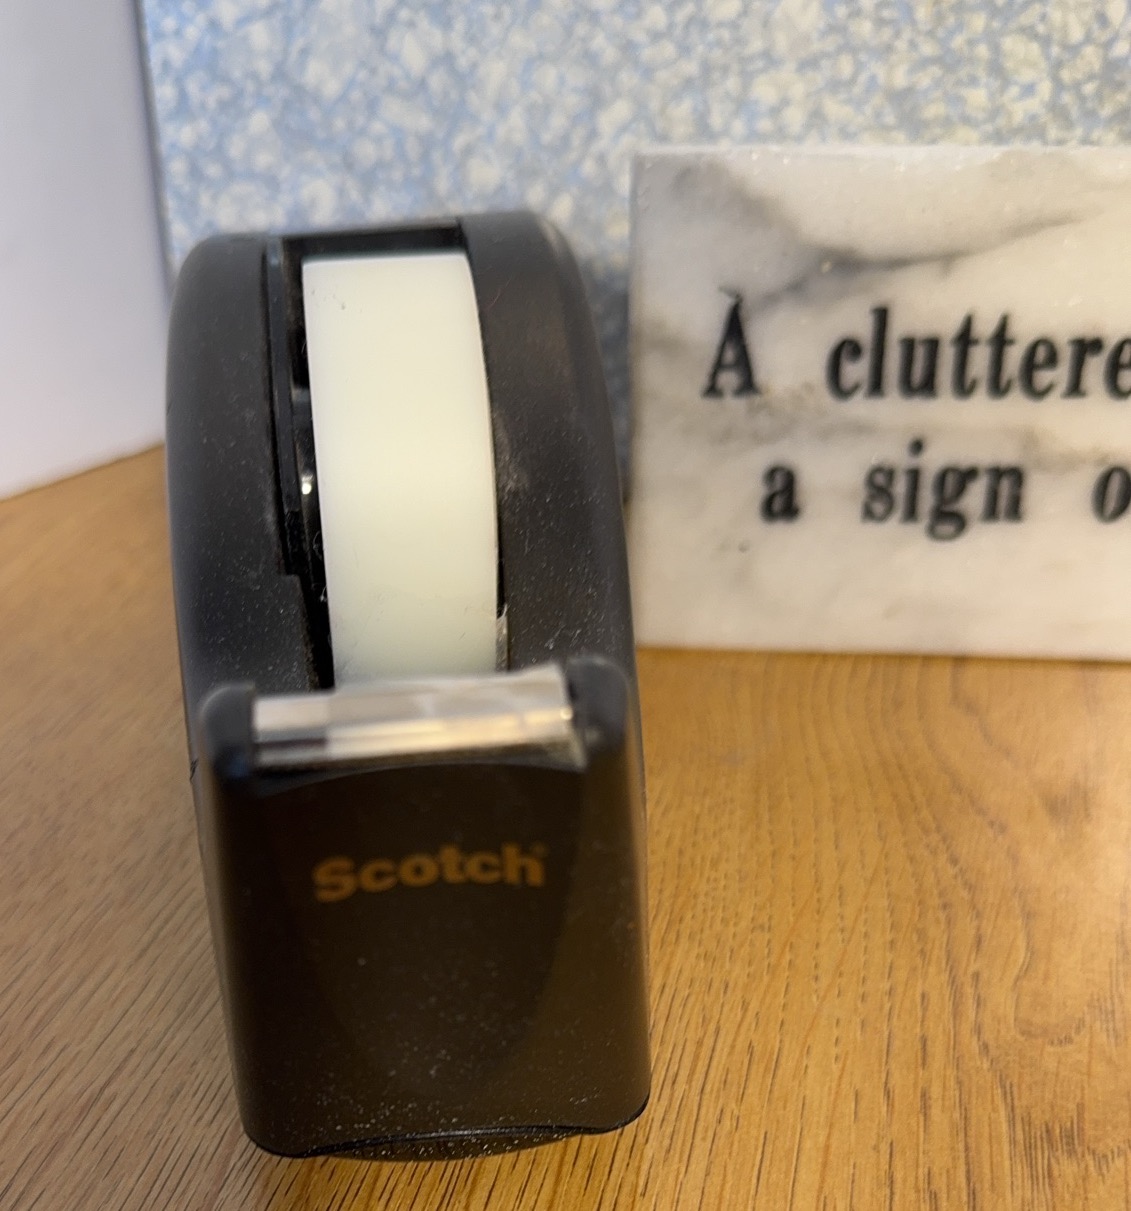 A cluttere
a sign o
Scotch